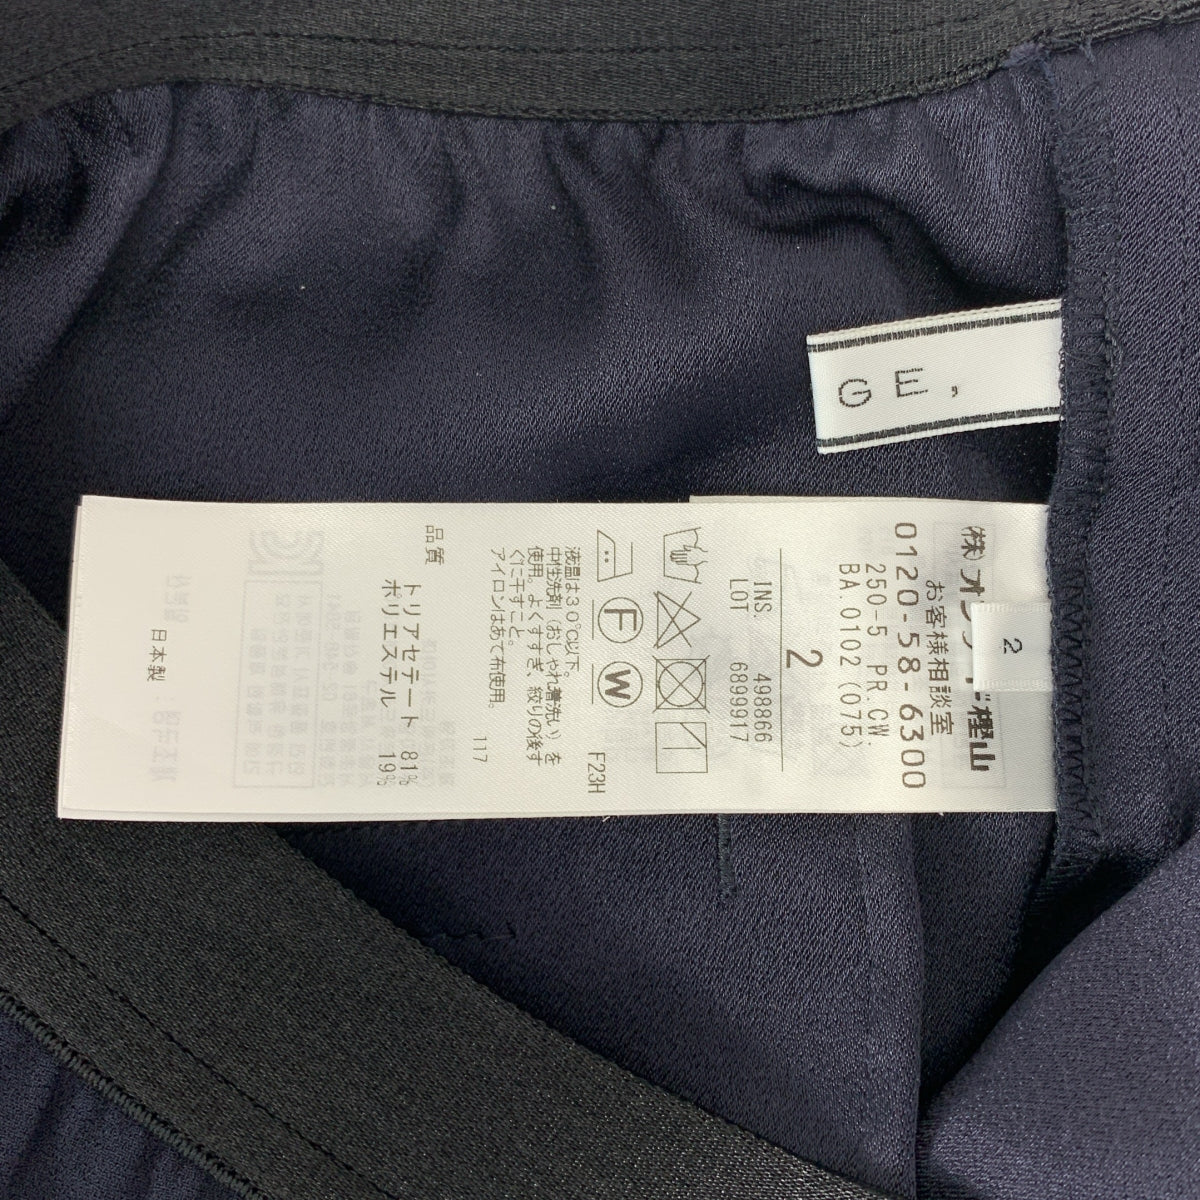 GE,
2
(株)オンワード樫山
お客様相談室
0120-58-6300
250-5 PR.CW:
BA.0102(075)
2
INS. 498866
LOT 6899917
F W
F23H
液温は30℃以下。
中性洗剤(おしゃれ着洗い)を
使用。よくすすぎ、絞りの後す
ぐに干すこと。
アイロンはあて布使用。
117
品質
トリアセテート 81%
ポリエステル 19%
日本製